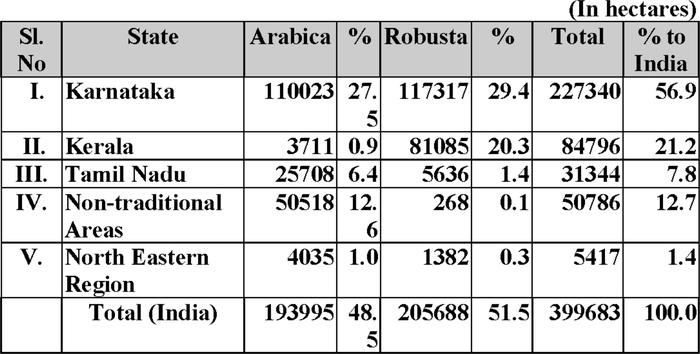 (In hectares)
Sl. No State Arabica % Robusta % Total % to India
I. Karnataka 110023 27.5 117317 29.4 227340 56.9
II. Kerala 3711 0.9 81085 20.3 84796 21.2
III. Tamil Nadu 25708 6.4 5636 1.4 31344 7.8
IV. Non-traditional Areas 50518 12.6 268 0.1 50786 12.7
V. North Eastern Region 4035 1.0 1382 0.3 5417 1.4
Total (India) 193995 48.5 205688 51.5 399683 100.0